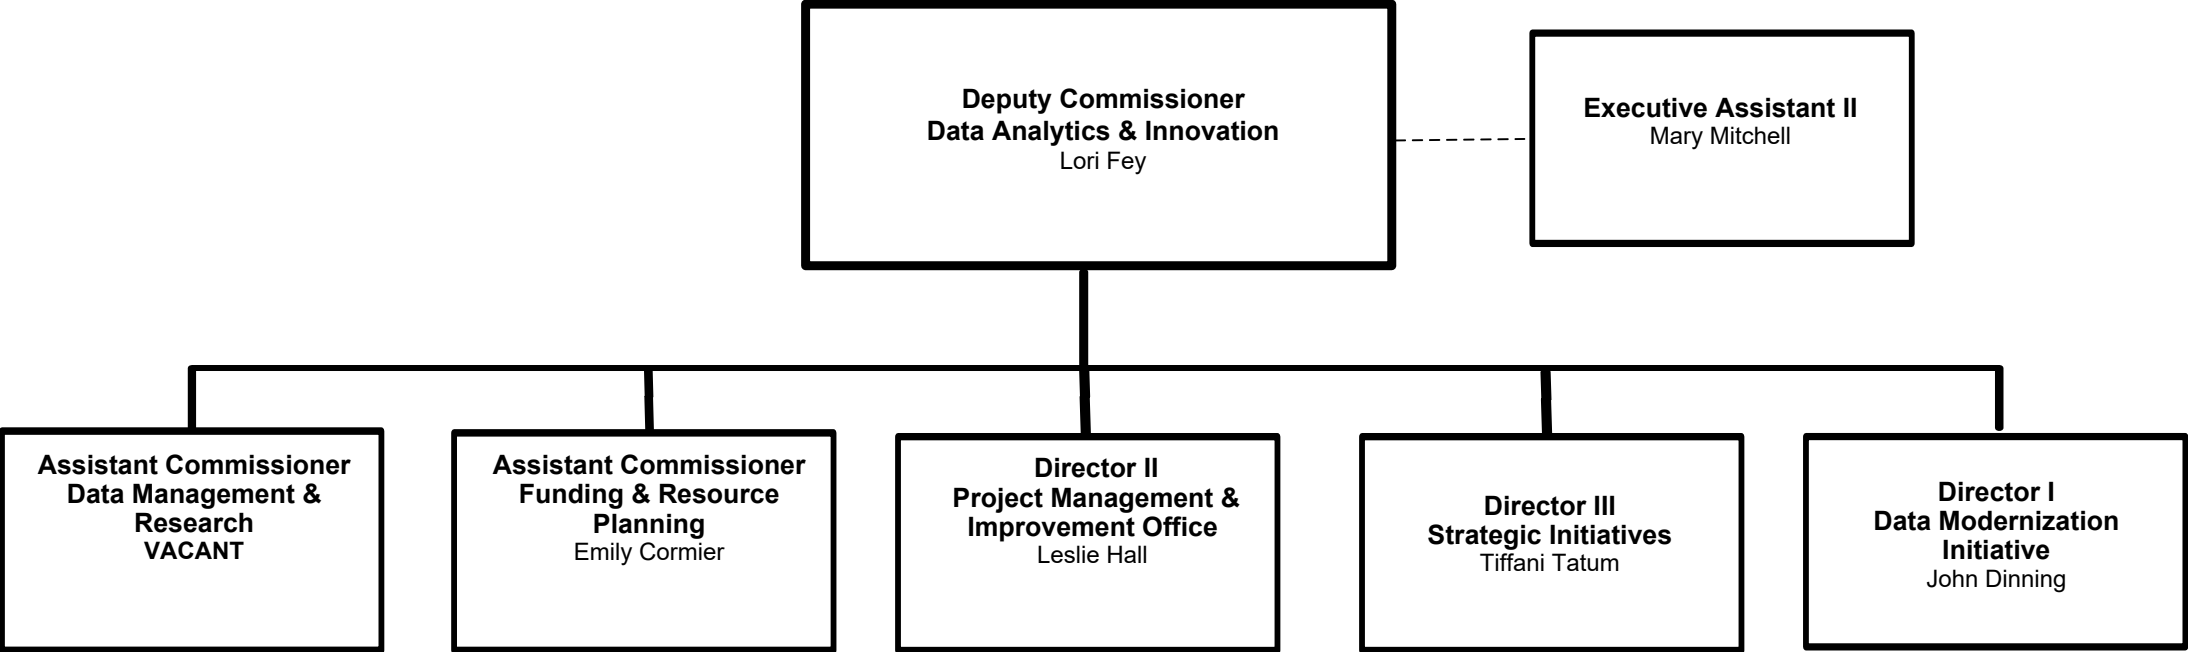 Deputy Commissioner
Data Analytics & Innovation
Lori Fey
Executive Assistant II
Mary Mitchell
Assistant Commissioner
Data Management &
Research
VACANT
Assistant Commissioner
Funding & Resource
Planning
Emily Cormier
Director II
Project Management &
Improvement Office
Leslie Hall
Director III
Strategic Initiatives
Tiffani Tatum
Director I
Data Modernization
Initiative
John Dinning